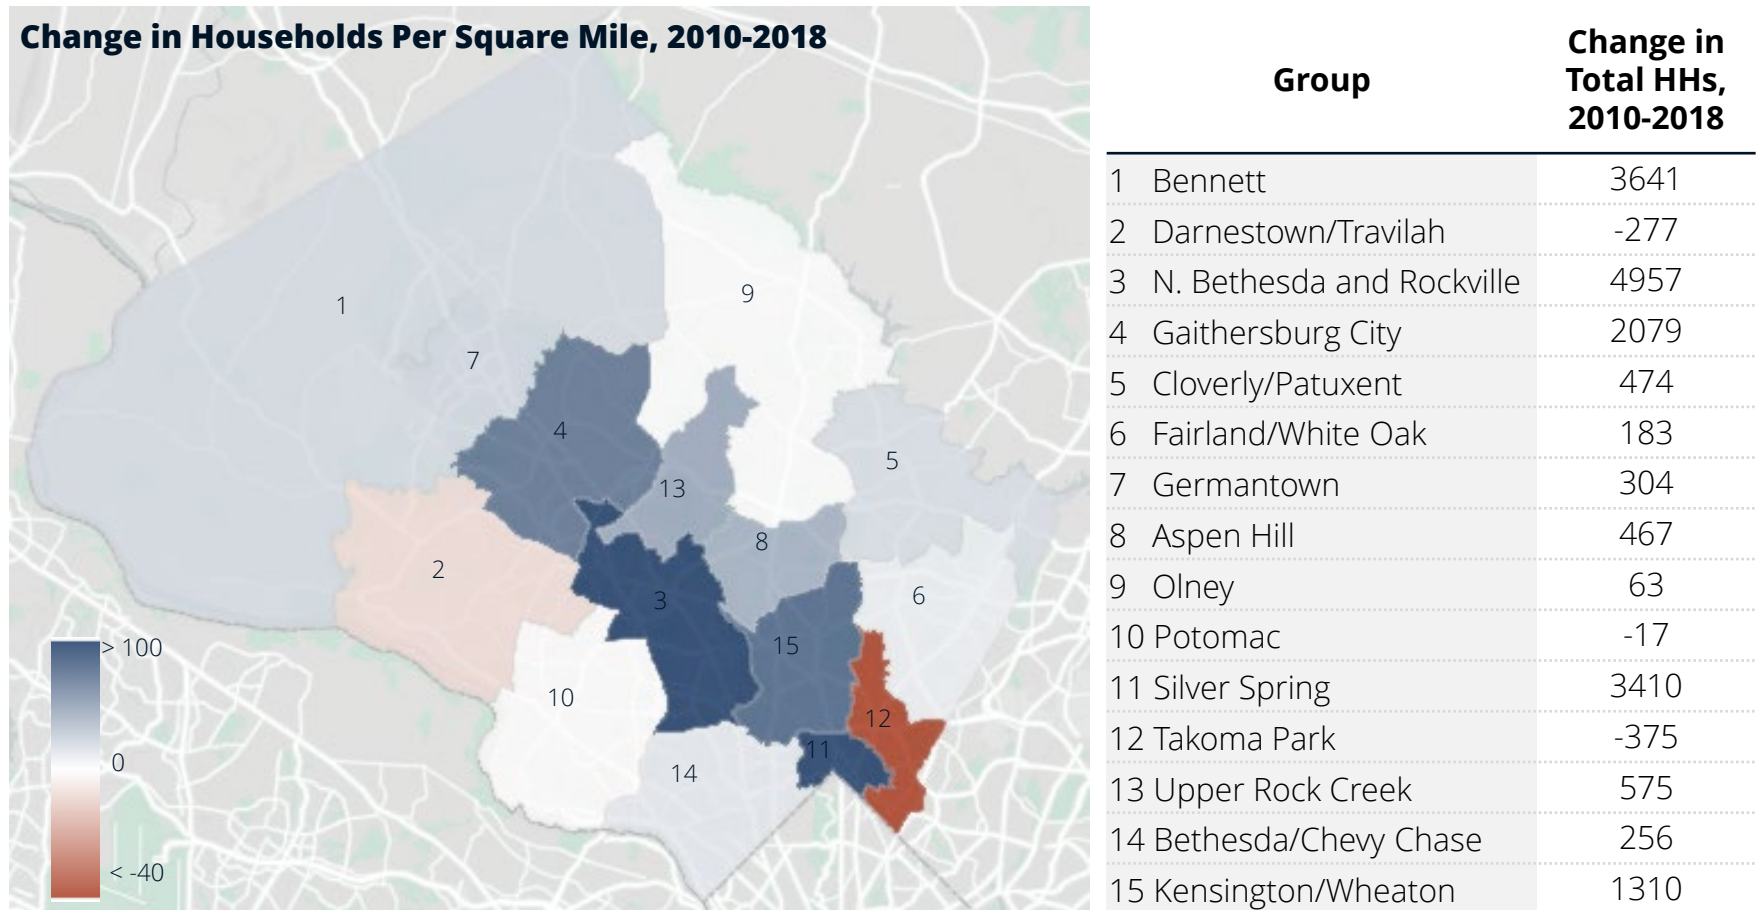 Change in Households Per Square Mile, 2010-2018
1
9
7
4
5
13
8
2
6
3
15
> 100
10
12
11
0
14
< -40
Group
Change in
Total HHs,
2010-2018
1 Bennett 3641
2 Darnestown/Travilah -277
3 N. Bethesda and Rockville 4957
4 Gaithersburg City 2079
5 Cloverly/Patuxent 474
6 Fairland/White Oak 183
7 Germantown 304
8 Aspen Hill 467
9 Olney 63
10 Potomac -17
11 Silver Spring 3410
12 Takoma Park -375
13 Upper Rock Creek 575
14 Bethesda/Chevy Chase 256
15 Kensington/Wheaton 1310